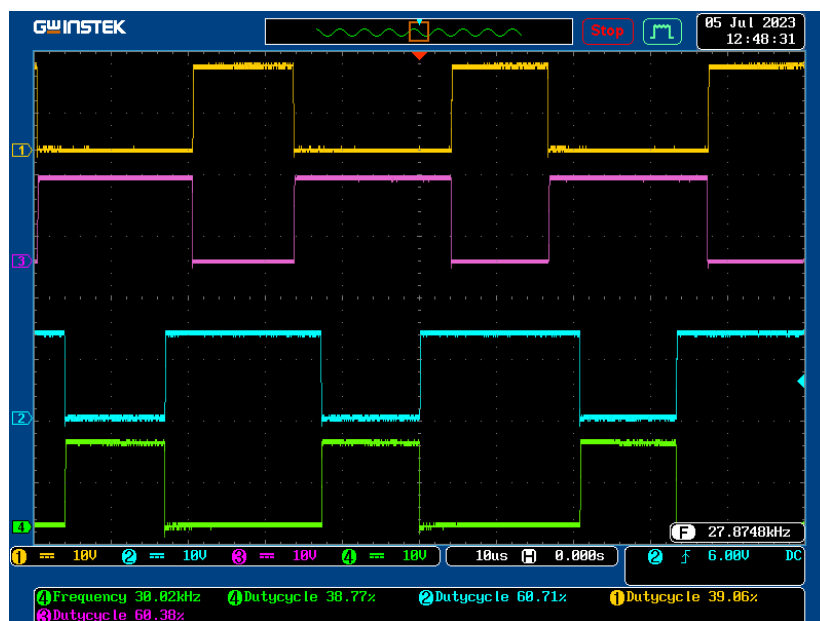 GWINSTEK Stop 05 Jul 2023
12:48:31
1
3
2
4
F 27.8748kHz
1 10V 2 10V 3 10V 4 10V 10us H 0.000s 2 6.00V DC
4 Frequency 30.02kHz 4 Dutycycle 38.77% 2 Dutycycle 60.71% 1 Dutycycle 39.06%
3 Dutycycle 60.38%